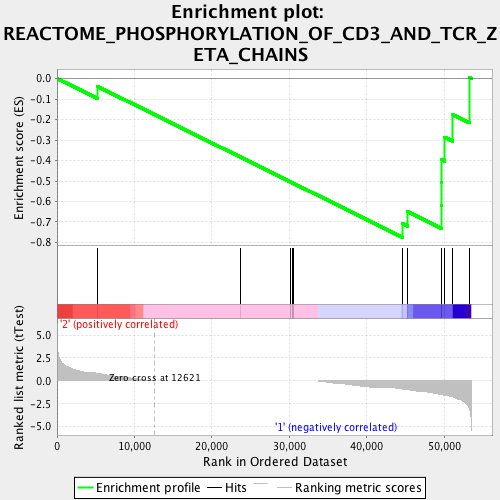 Enrichment plot:
REACTOME_PHOSPHORYLATION_OF_CD3_AND_TCR_Z
ETA_CHAINS
Enrichment score (ES)
0.0
-0.1
-0.2
-0.3
-0.4
-0.5
-0.6
-0.7
-0.8
'2' (positively correlated)
Ranked list metric (tTest)
5.0
2.5
0.0
-2.5
-5.0
Zero cross at 12621
'1' (negatively correlated)
0 10,000 20,000 30,000 40,000 50,000
Rank in Ordered Dataset
Enrichment profile Hits Ranking metric scores